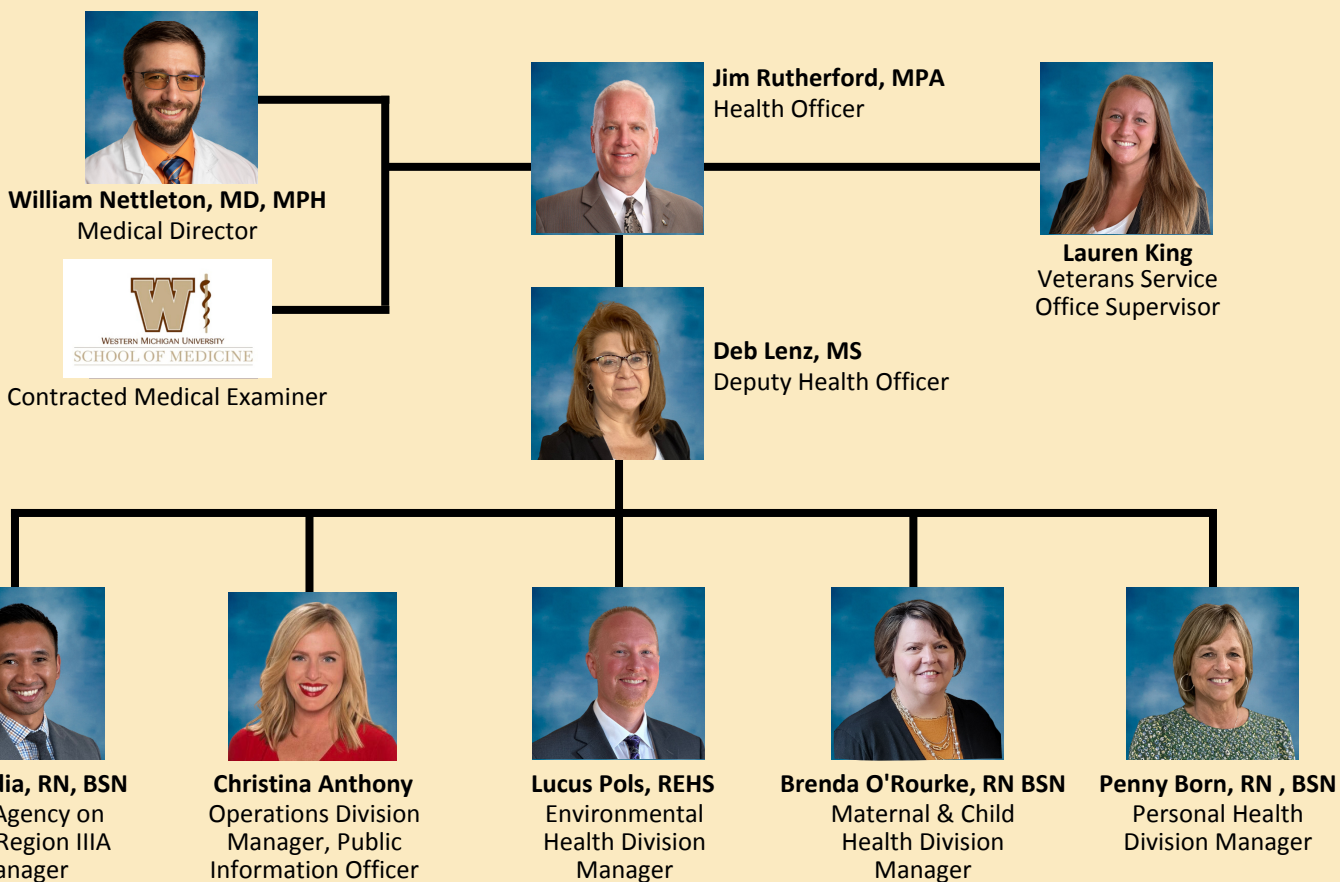 Jim Rutherford, MPA
Health Officer
William Nettleton, MD, MPH
Medical Director
Lauren King
Veterans Service
Office Supervisor
W
WESTERN MICHIGAN UNIVERSITY
SCHOOL OF MEDICINE
Contracted Medical Examiner
Deb Lenz, MS
Deputy Health Officer
RN, BSN
Agency on
Region IIIA
Christina Anthony
Operations Division
Manager, Public
Information Officer
Lucus Pols, REHS
Environmental
Health Division
Manager
Brenda O'Rourke, RN BSN
Maternal & Child
Health Division
Manager
Penny Born, RN , BSN
Personal Health
Division Manager